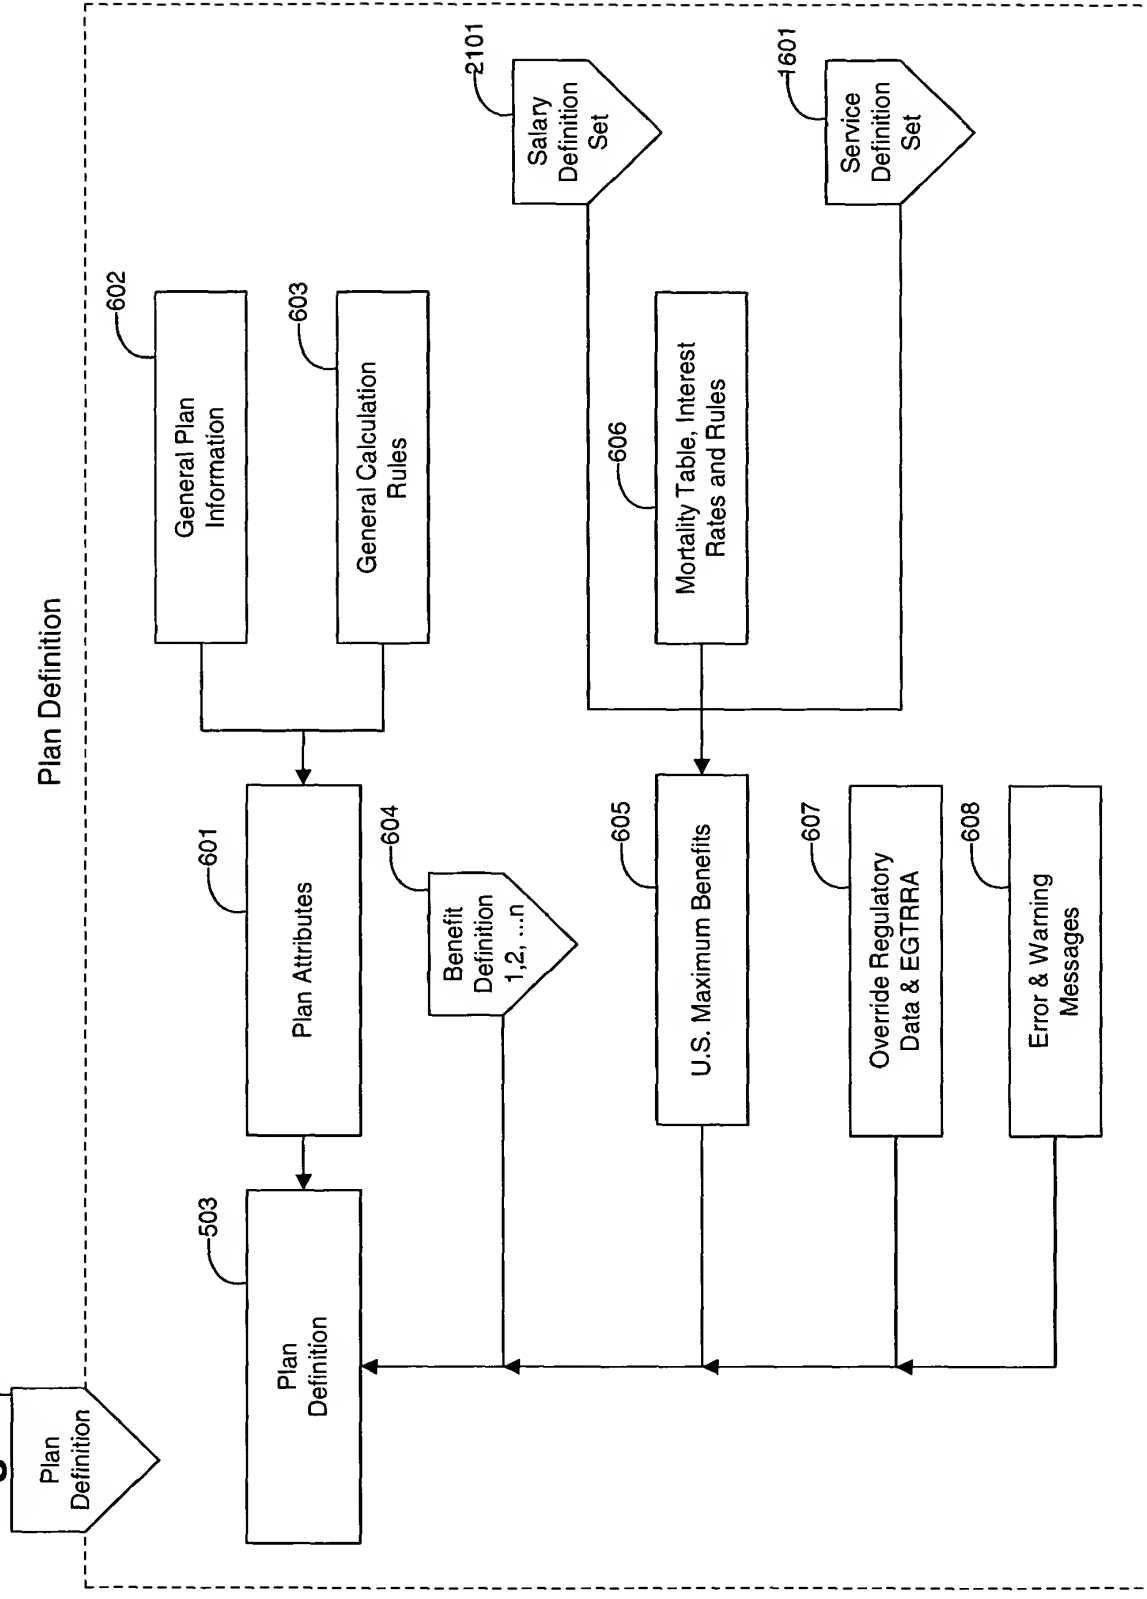 Plan Definition
Plan
Definition
602
General Plan
Information
603
General Calculation
Rules
601
Plan Attributes
503
Plan
Definition
604
Benefit
Definition
1,2, ...n
2101
Salary
Definition
Set
606
Mortality Table, Interest
Rates and Rules
605
U.S. Maximum Benefits
1601
Service
Definition
Set
607
Override Regulatory
Data & EGTRRA
608
Error & Warning
Messages